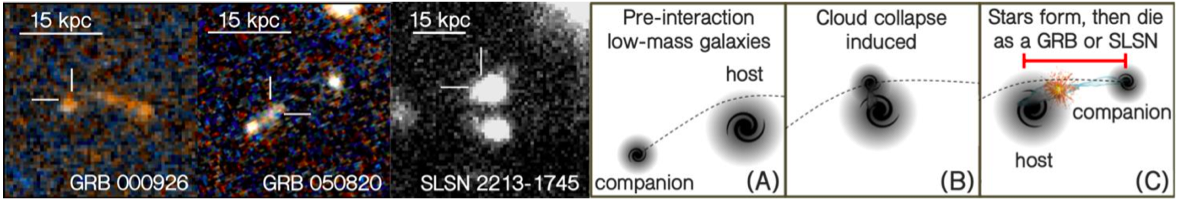 15 kpc
GRB 000926
15 kpc
GRB 050820
15 kpc
SLSN 2213-1745
Pre-interaction
low-mass galaxies
host
companion
(A)
Cloud collapse
induced
(B)
Stars form, then die
as a GRB or SLSN
companion
host
(C)